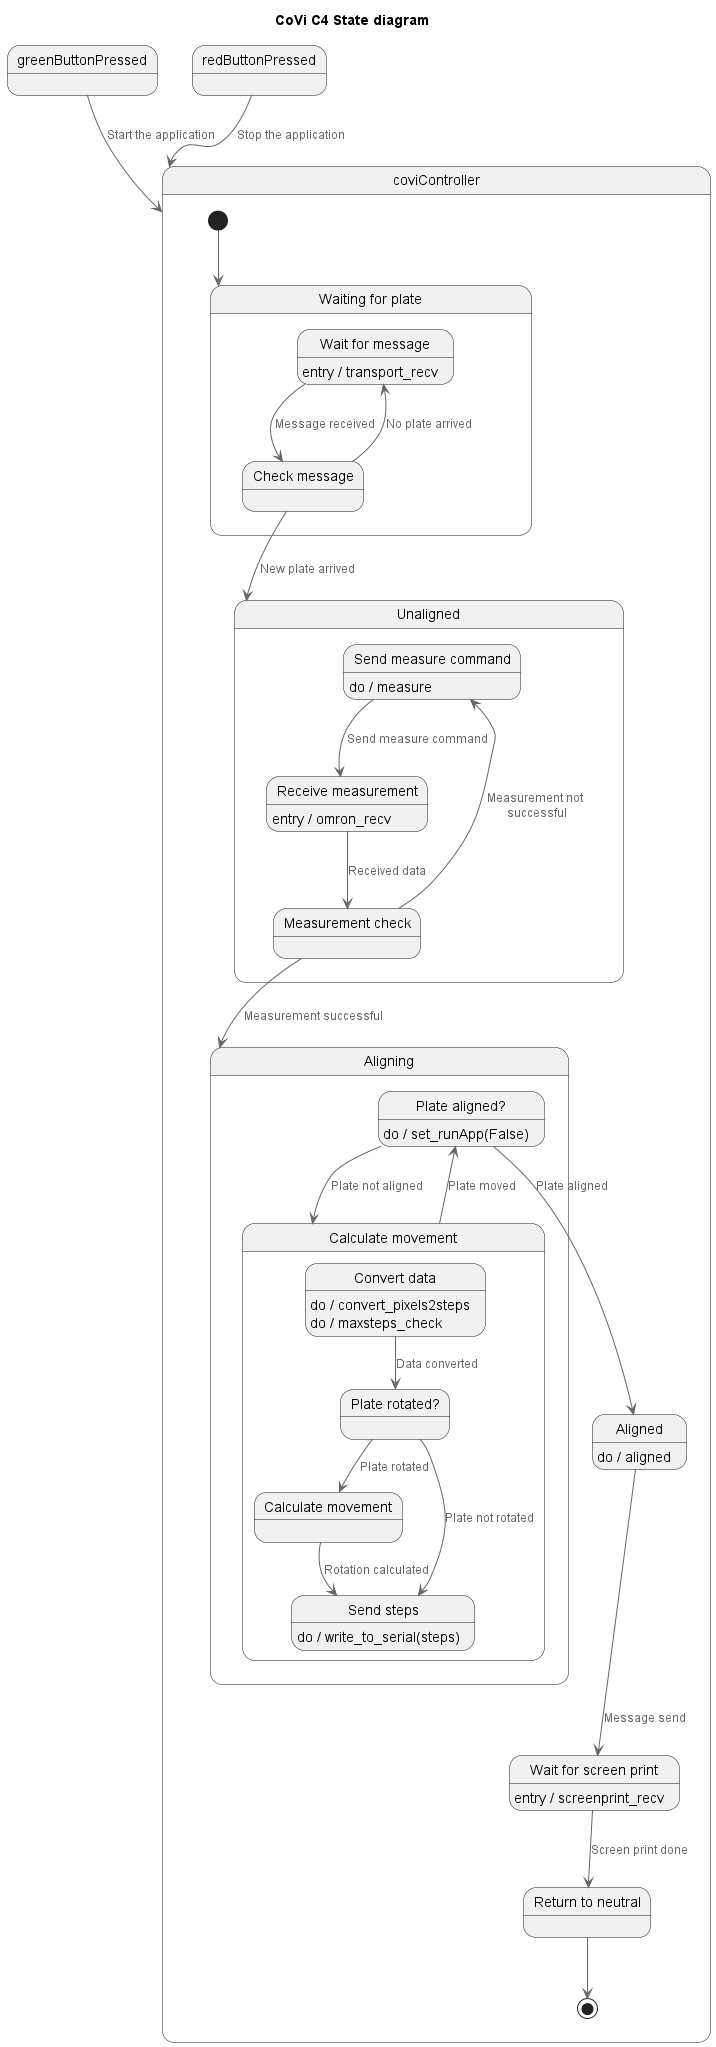 CoVi C4 State diagram
greenButtonPressed
redButtonPressed
Start the application
Stop the application
coviController
Waiting for plate
Wait for message
entry / transport_recv
Message received
No plate arrived
Check message
New plate arrived
Unaligned
Send measure command
do / measure
Send measure command
Receive measurement
entry / omron_recv
Measurement not
successful
Received data
Measurement check
Measurement successful
Aligning
Plate aligned?
do / set_runApp(False)
Plate not aligned
Plate moved
Plate aligned
Calculate movement
Convert data
do / convert_pixels2steps
do / maxsteps_check
Data converted
Plate rotated?
Aligned
do / aligned
Plate rotated
Calculate movement
Plate not rotated
Rotation calculated
Send steps
do / write_to_serial(steps)
Message send
Wait for screen print
entry / screenprint_recv
Screen print done
Return to neutral